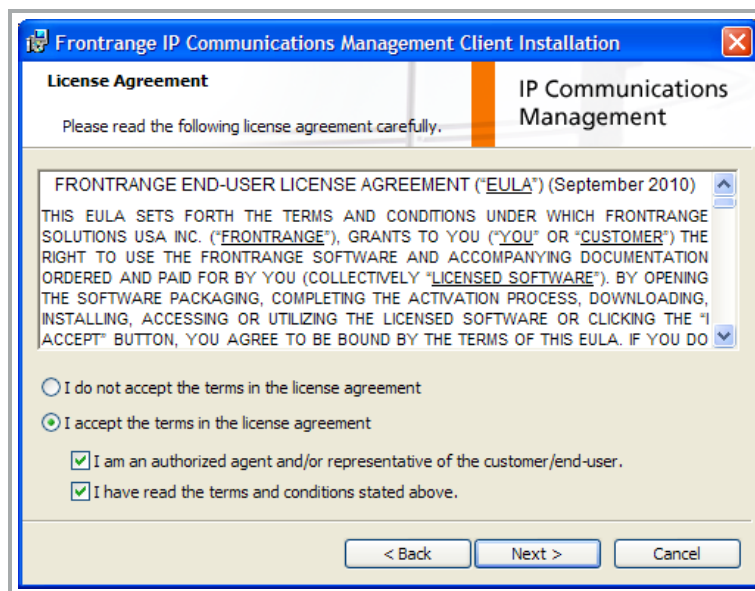 Frontrange IP Communications Management Client Installation
License Agreement
Please read the following license agreement carefully.
IP Communications
Management
FRONTRANGE END-USER LICENSE AGREEMENT (“EULA”) (September 2010)
THIS EULA SETS FORTH THE TERMS AND CONDITIONS UNDER WHICH FRONTRANGE
SOLUTIONS USA INC. (“FRONTRANGE”), GRANTS TO YOU (“YOU” OR “CUSTOMER”) THE
RIGHT TO USE THE FRONTRANGE SOFTWARE AND ACCOMPANYING DOCUMENTATION
ORDERED AND PAID FOR BY YOU (COLLECTIVELY “LICENSED SOFTWARE”). BY OPENING
THE SOFTWARE PACKAGING, COMPLETING THE ACTIVATION PROCESS, DOWNLOADING,
INSTALLING, ACCESSING OR UTILIZING THE LICENSED SOFTWARE OR CLICKING THE “I
ACCEPT” BUTTON, YOU AGREE TO BE BOUND BY THE TERMS OF THIS EULA. IF YOU DO
I do not accept the terms in the license agreement
I accept the terms in the license agreement
I am an authorized agent and/or representative of the customer/end-user.
I have read the terms and conditions stated above.
< Back
Next >
Cancel